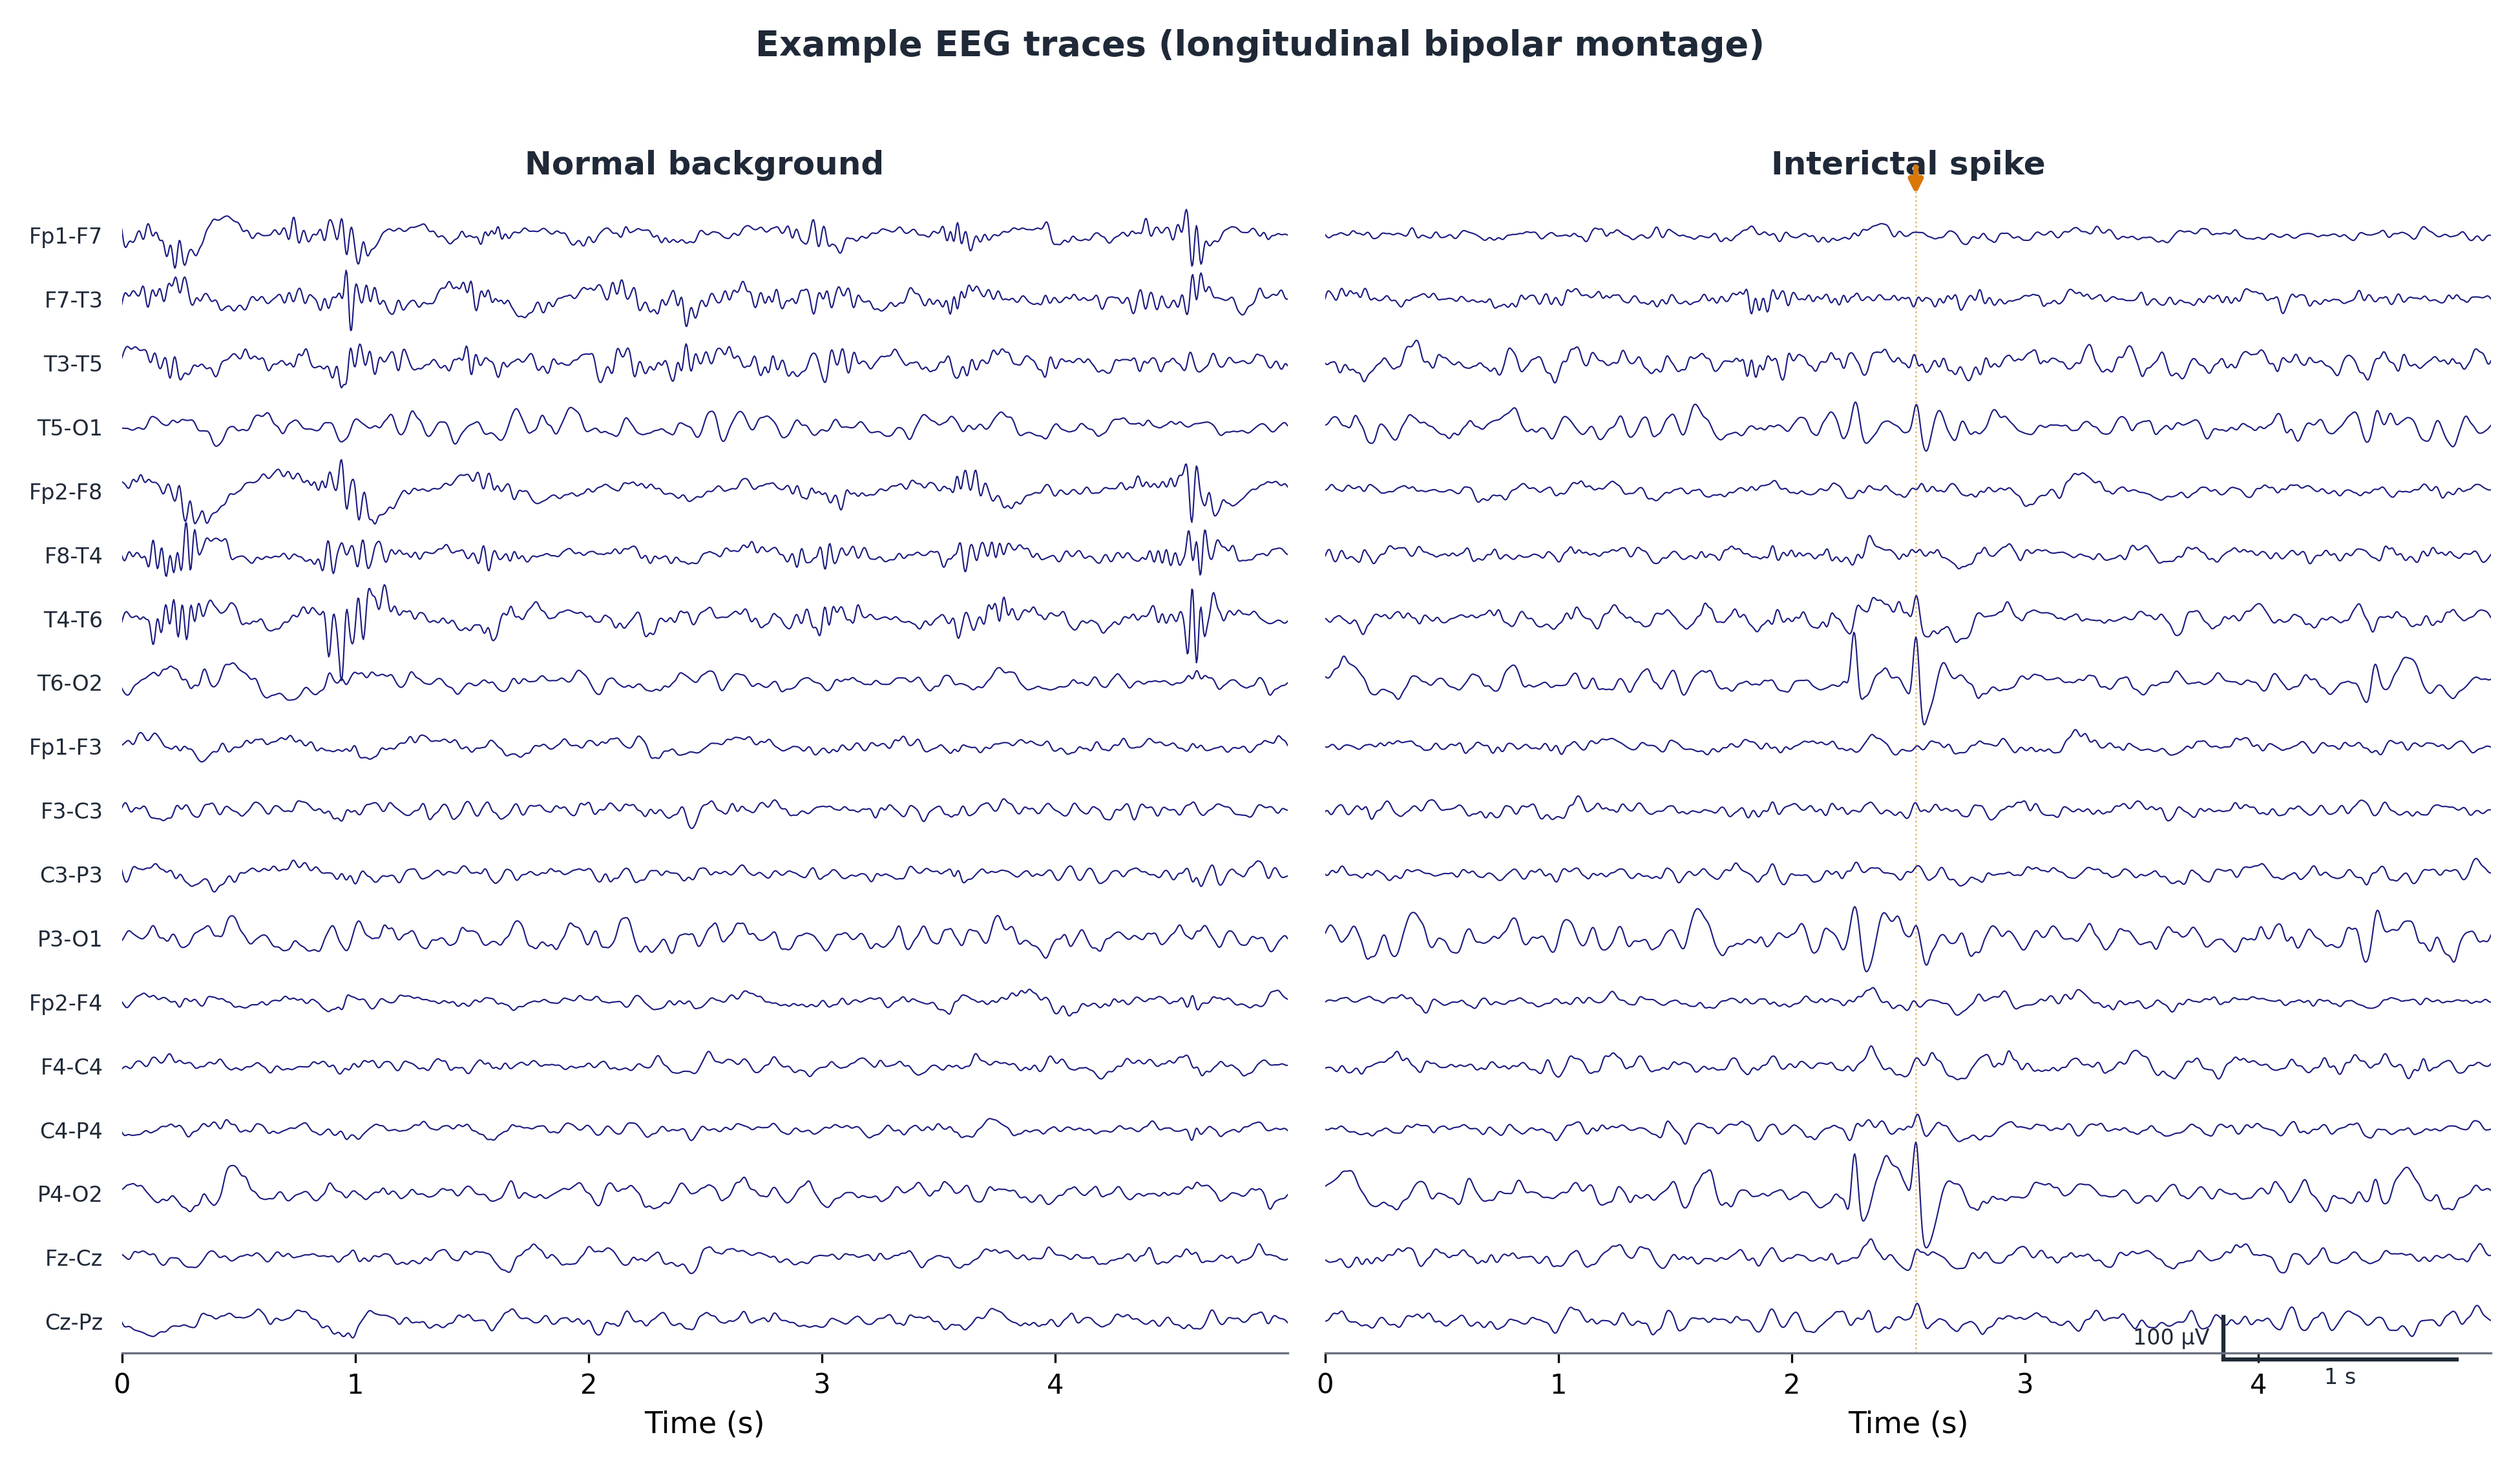 Example EEG traces (longitudinal bipolar montage)
Normal background
Interictal spike
Fp1-F7
F7-T3
T3-T5
T5-O1
Fp2-F8
F8-T4
T4-T6
T6-O2
Fp1-F3
F3-C3
C3-P3
P3-O1
Fp2-F4
F4-C4
C4-P4
P4-O2
Fz-Cz
Cz-Pz
100 µV
1 s
0 1 2 3 4
0 1 2 3 4
Time (s)
Time (s)